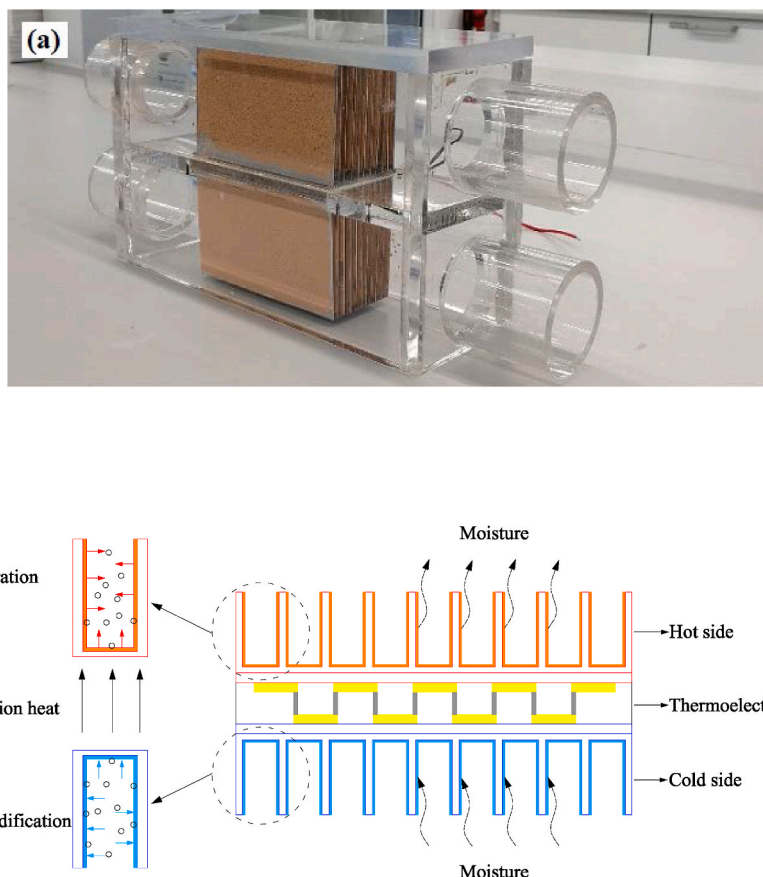 (a)
Moisture
ation
Hot side
ion heat
Thermoelect
Cold side
dification
Moisture